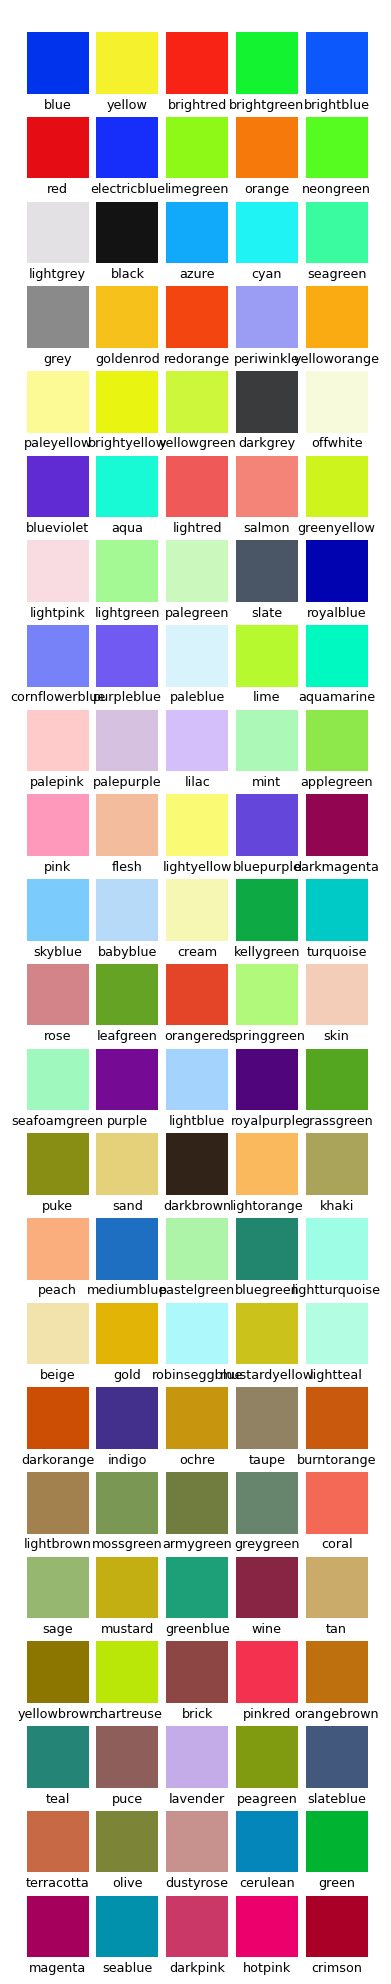 blue yellow brightred brightgreen brightblue
red electricblue limegreen orange neongreen
lightgrey black azure cyan seagreen
grey goldenrod redorange periwinkle yelloworange
paleyellow brightyellow yellowgreen darkgrey offwhite
blueviolet aqua lightred salmon greenyellow
lightpink lightgreen palegreen slate royalblue
cornflowerblue purpleblue paleblue lime aquamarine
palepink palepurple lilac mint applegreen
pink flesh lightyellow bluepurple darkmagenta
skyblue babyblue cream kellygreen turquoise
rose leafgreen orangered springgreen skin
seafoamgreen purple lightblue royalpurple grassgreen
puke sand darkbrown lightorange khaki
peach mediumblue pastelgreen bluegreen lightturquoise
beige gold robinseggblue mustardyellow lightteal
darkorange indigo ochre taupe burntorange
lightbrown mossgreen armygreen greygreen coral
sage mustard greenblue wine tan
yellowbrown chartreuse brick pinkred orangebrown
teal puce lavender peagreen slateblue
terracotta olive dustyrose cerulean green
magenta seablue darkpink hotpink crimson